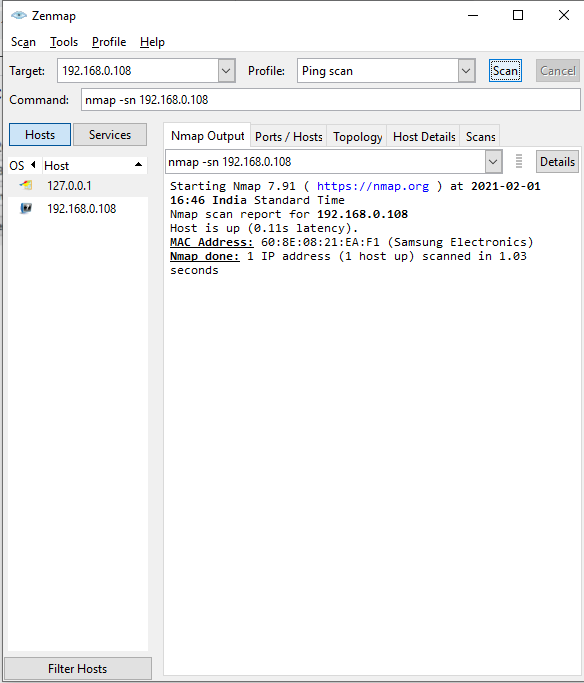 Zenmap
Scan Tools Profile Help
Target: 192.168.0.108 Profile: Ping scan Scan Cancel
Command: nmap -sn 192.168.0.108
Hosts Services
Nmap Output Ports / Hosts Topology Host Details Scans
OS Host
127.0.0.1
192.168.0.108
nmap -sn 192.168.0.108 Details
Starting Nmap 7.91 ( https://nmap.org ) at 2021-02-01
16:46 India Standard Time
Nmap scan report for 192.168.0.108
Host is up (0.11s latency).
MAC Address: 60:8E:08:21:EA:F1 (Samsung Electronics)
Nmap done: 1 IP address (1 host up) scanned in 1.03
seconds
Filter Hosts